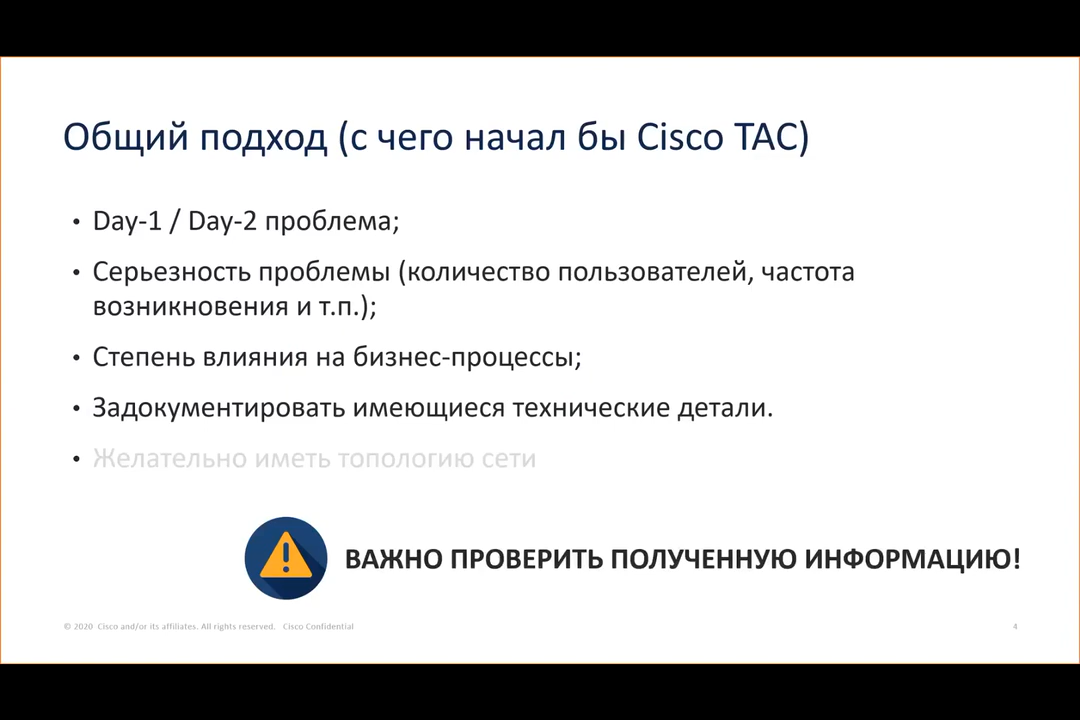 Общий подход (с чего начал бы Cisco TAC)
• Day-1 / Day-2 проблема;
• Серьезность проблемы (количество пользователей, частота
возникновения и т.п.);
• Степень влияния на бизнес-процессы;
• Задокументировать имеющиеся технические детали.
• Желательно иметь топологию сети
ВАЖНО ПРОВЕРИТЬ ПОЛУЧЕННУЮ ИНФОРМАЦИЮ!
© 2020 Cisco and/or its affiliates. All rights reserved. Cisco Confidential
4